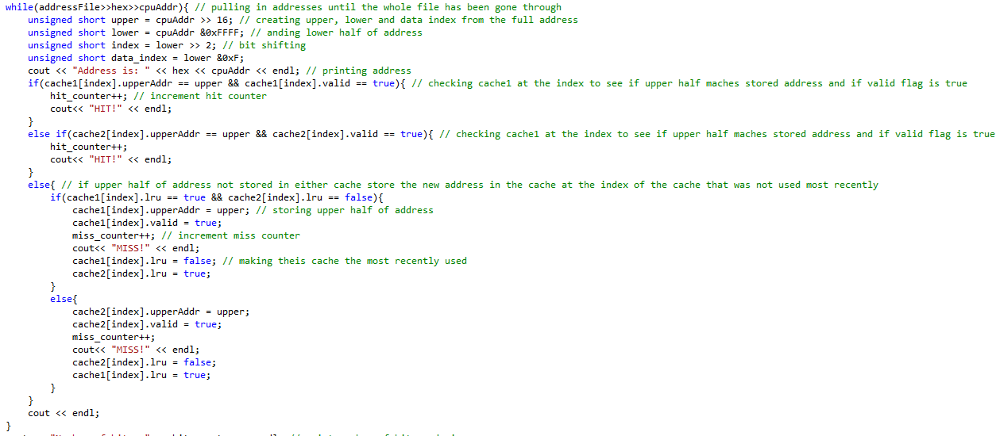 while(addressFile>>hex>>cpuAddr){ // pulling in addresses until the whole file has been gone through
unsigned short upper = cpuAddr >> 16; // creating upper, lower and data index from the full address
unsigned short lower = cpuAddr &0xFFFF; // anding lower half of address
unsigned short index = lower >> 2; // bit shifting
unsigned short data_index = lower &0xF;
cout << "Address is: " << hex << cpuAddr << endl; // printing address
if(cache1[index].upperAddr == upper && cache1[index].valid == true){ // checking cache1 at the index to see if upper half maches stored address and if valid flag is true
hit_counter++; // increment hit counter
cout<< "HIT!" << endl;
}
else if(cache2[index].upperAddr == upper && cache2[index].valid == true){ // checking cache1 at the index to see if upper half maches stored address and if valid flag is true
hit_counter++;
cout<< "HIT!" << endl;
}
else{ // if upper half of address not stored in either cache store the new address in the cache at the index of the cache that was not used most recently
if(cache1[index].lru == true && cache2[index].lru == false){
cache1[index].upperAddr = upper; // storing upper half of address
cache1[index].valid = true;
miss_counter++; // increment miss counter
cout<< "MISS!" << endl;
cache1[index].lru = false; // making theis cache the most recently used
cache2[index].lru = true;
}
else{
cache2[index].upperAddr = upper;
cache2[index].valid = true;
miss_counter++;
cout<< "MISS!" << endl;
cache2[index].lru = false;
cache1[index].lru = true;
}
}
cout << endl;
}